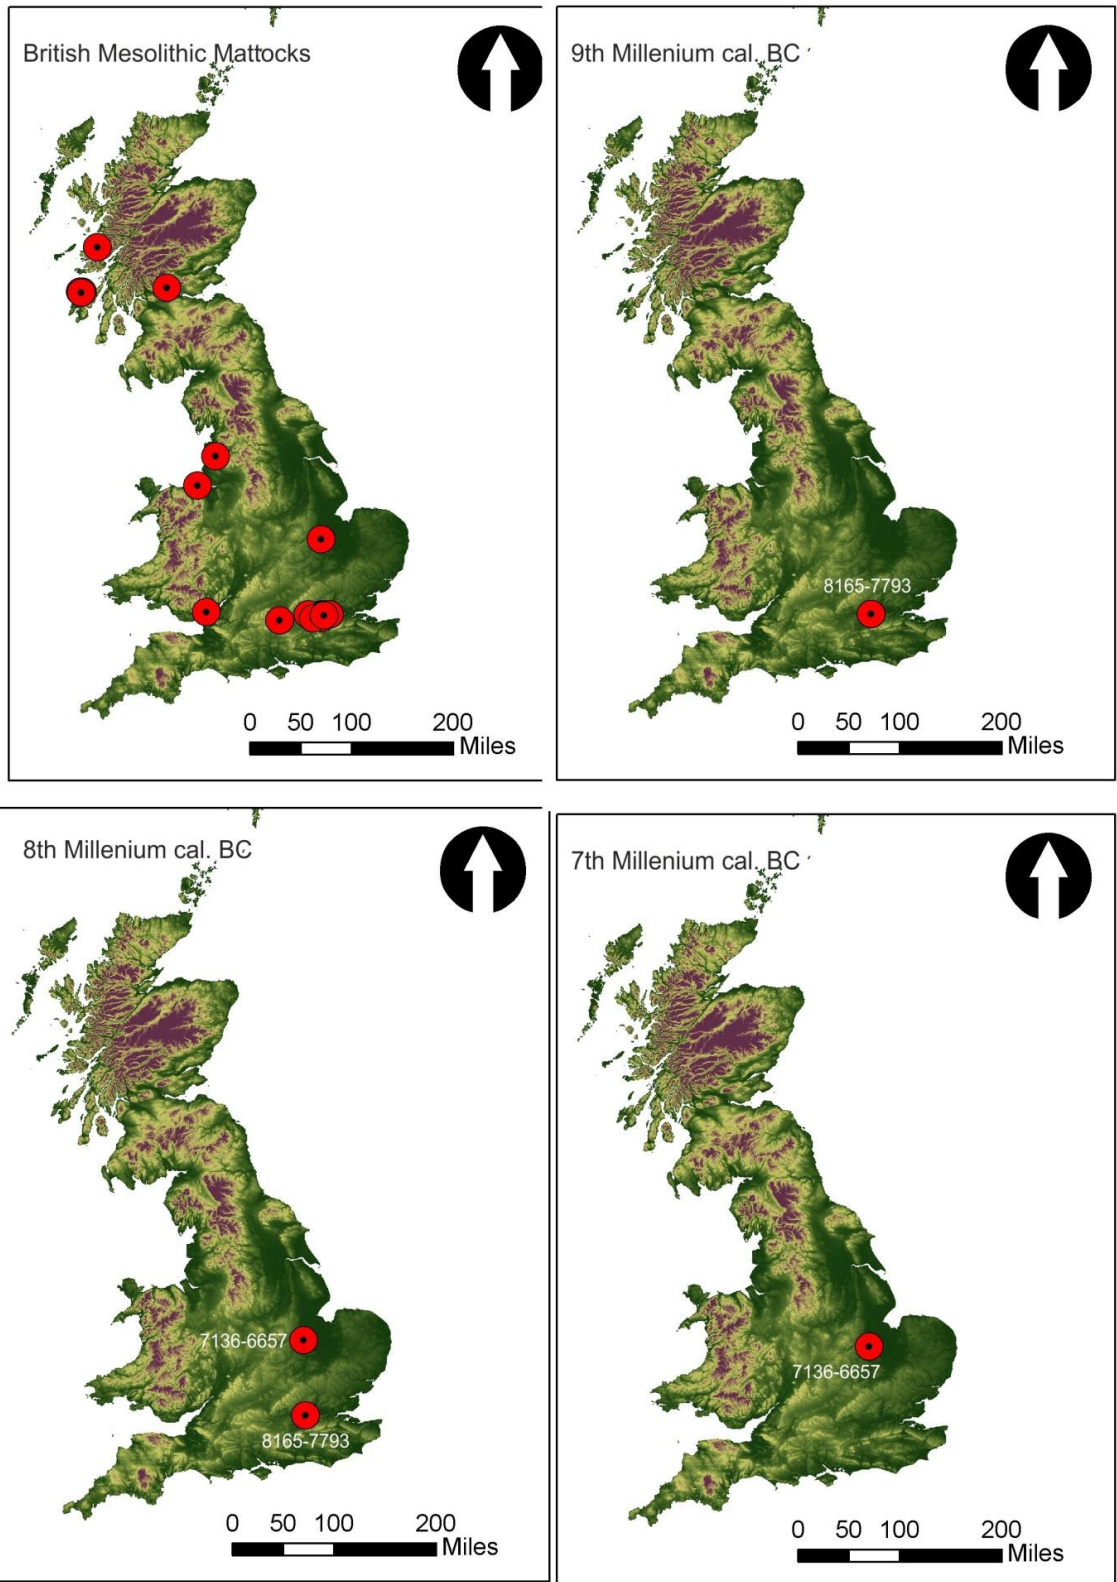 British Mesolithic Mattocks
0 50 100 200
Miles
9th Millenium cal. BC
8165-7793
0 50 100 200
Miles
8th Millenium cal. BC
7136-6657
8165-7793
0 50 100 200
Miles
7th Millenium cal. BC
7136-6657
0 50 100 200
Miles